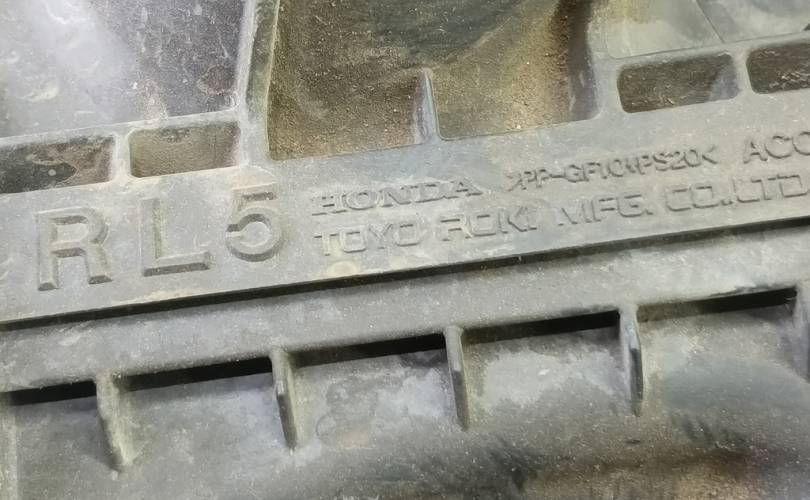 RL5
HONDA >PP-GF10+PS20< ACC
TOYO ROKI MFG. CO.,LTD.